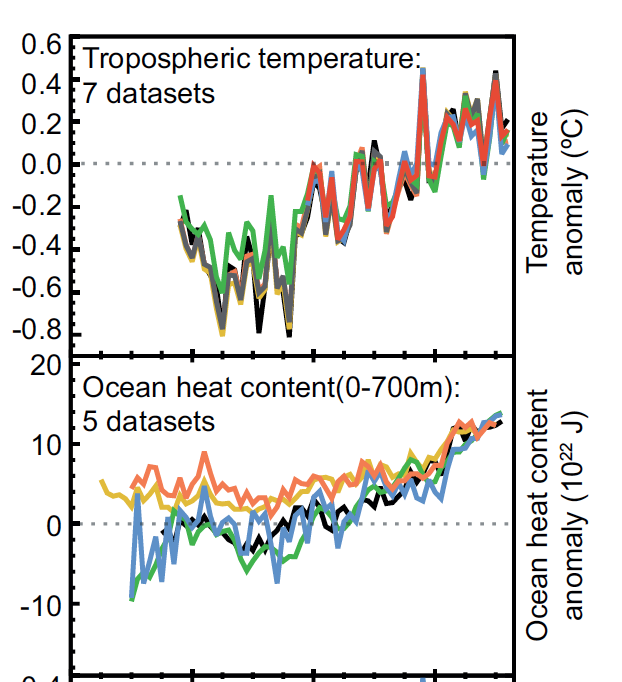 0.6
Tropospheric temperature:
0.4
7 datasets
0.2
0.0
-0.2
-0.4
-0.6
-0.8
Temperature
anomaly (ºC)
20
Ocean heat content(0-700m):
5 datasets
10
0
-10
Ocean heat content
anomaly (10²² J)